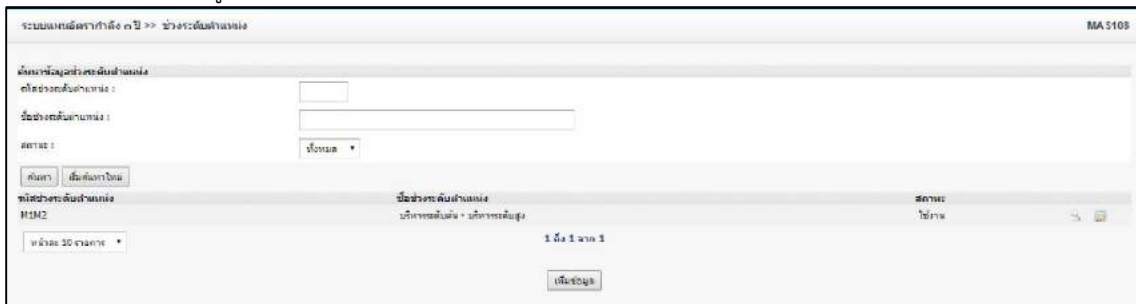 ระบบแผนอัตรากำลัง ๓ ปี >> ช่วงระดับตำแหน่ง MAS108
ค้นหาข้อมูลช่วงระดับตำแหน่ง
รหัสช่วงระดับตำแหน่ง :
ชื่อช่วงระดับตำแหน่ง :
สถานะ : ทั้งหมด
ค้นหา เริ่มค้นหาใหม่
รหัสช่วงระดับตำแหน่ง ชื่อช่วงระดับตำแหน่ง สถานะ
M1M2 บริหารระดับต้น - บริหารระดับสูง ใช้งาน
หน้าละ 10 รายการ 1 ถึง 1 จาก 1
เพิ่มข้อมูล